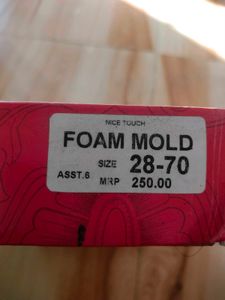 NICE TOUCH
FOAM MOLD
SIZE 28-70
ASST.6 MRP 250.00